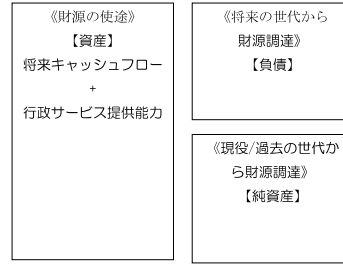 《財源の使途》
【資産】
将来キャッシュフロー
+
行政サービス提供能力
《将来の世代から
財源調達》
【負債】
《現役/過去の世代か
ら財源調達》
【純資産】